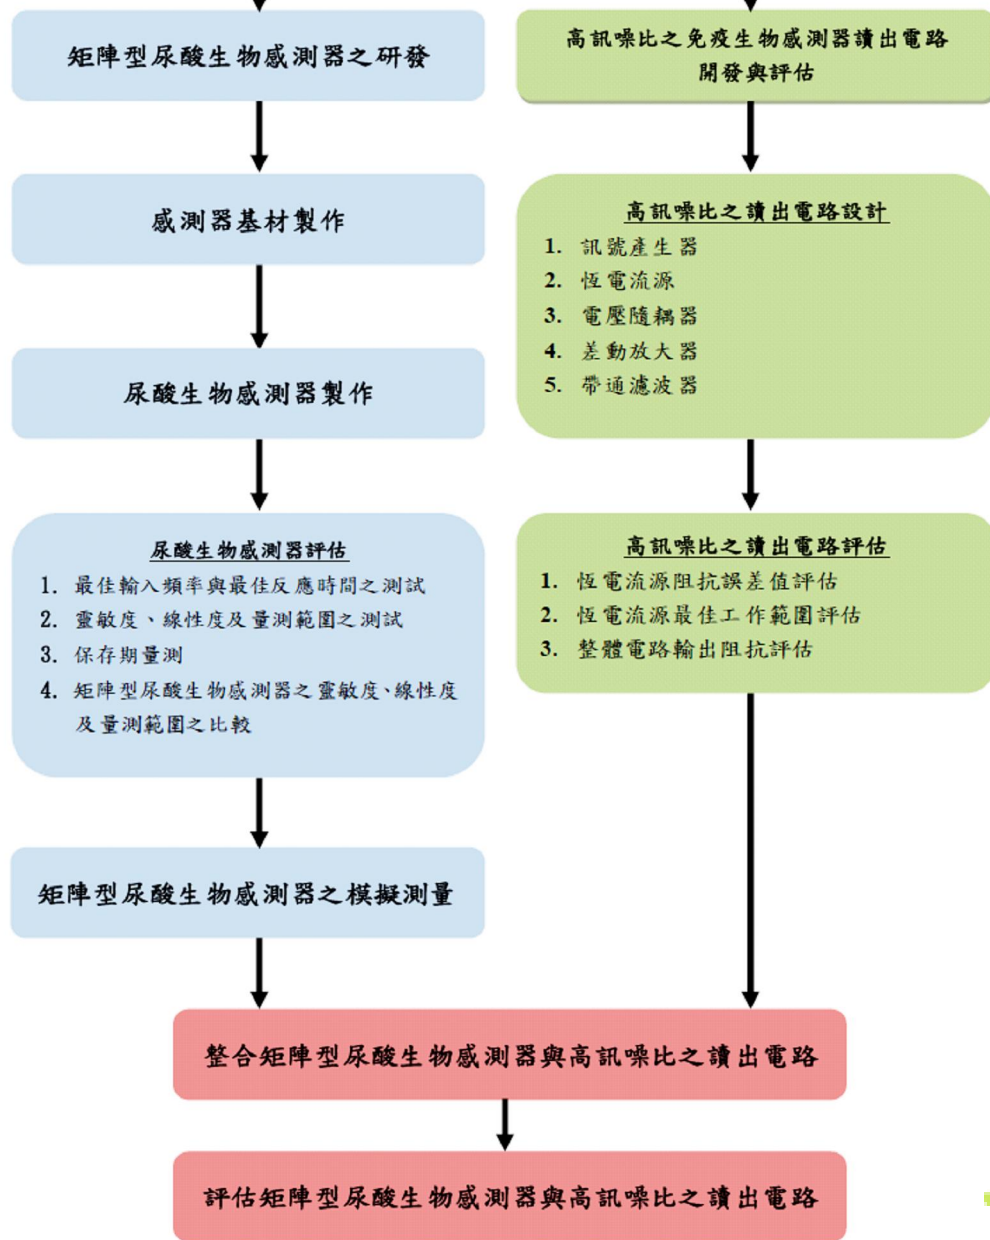 矩陣型尿酸生物感測器之研發
感測器基材製作
尿酸生物感測器製作
尿酸生物感測器評估
1. 最佳輸入頻率與最佳反應時間之測試
2. 靈敏度、線性度及量測範圍之測試
3. 保存期量測
4. 矩陣型尿酸生物感測器之靈敏度、線性度
及量測範圍之比較
矩陣型尿酸生物感測器之模擬測量
高訊噪比之免疫生物感測器讀出電路
開發與評估
高訊噪比之讀出電路設計
1. 訊號產生器
2. 恆電流源
3. 電壓隨耦器
4. 差動放大器
5. 帶通濾波器
高訊噪比之讀出電路評估
1. 恆電流源阻抗誤差值評估
2. 恆電流源最佳工作範圍評估
3. 整體電路輸出阻抗評估
整合矩陣型尿酸生物感測器與高訊噪比之讀出電路
評估矩陣型尿酸生物感測器與高訊噪比之讀出電路